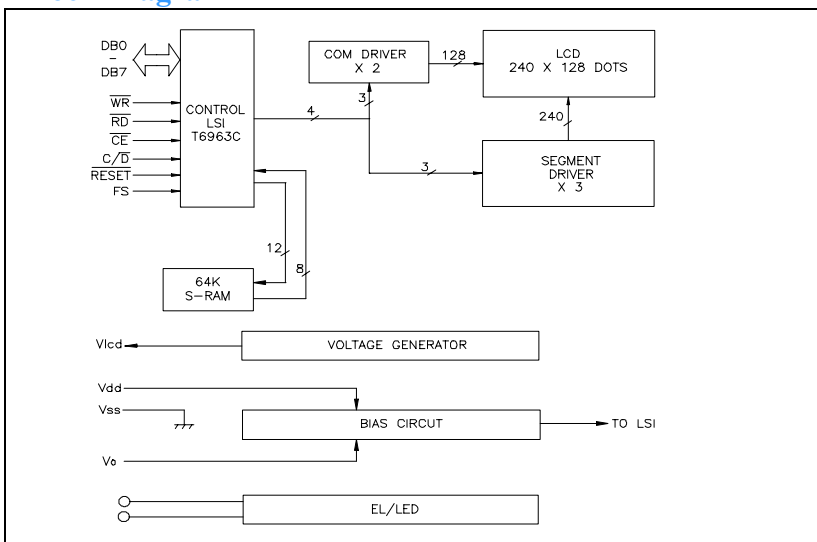 DB0
-
DB7
WR
RD
CE
C/D
RESET
FS
CONTROL
LSI
T6963C
4
3
3
COM DRIVER
X 2
128
LCD
240 X 128 DOTS
240
SEGMENT
DRIVER
X 3
12
8
64K
S-RAM
Vlcd
VOLTAGE GENERATOR
Vdd
Vss
BIAS CIRCUT
TO LSI
Vo
EL/LED